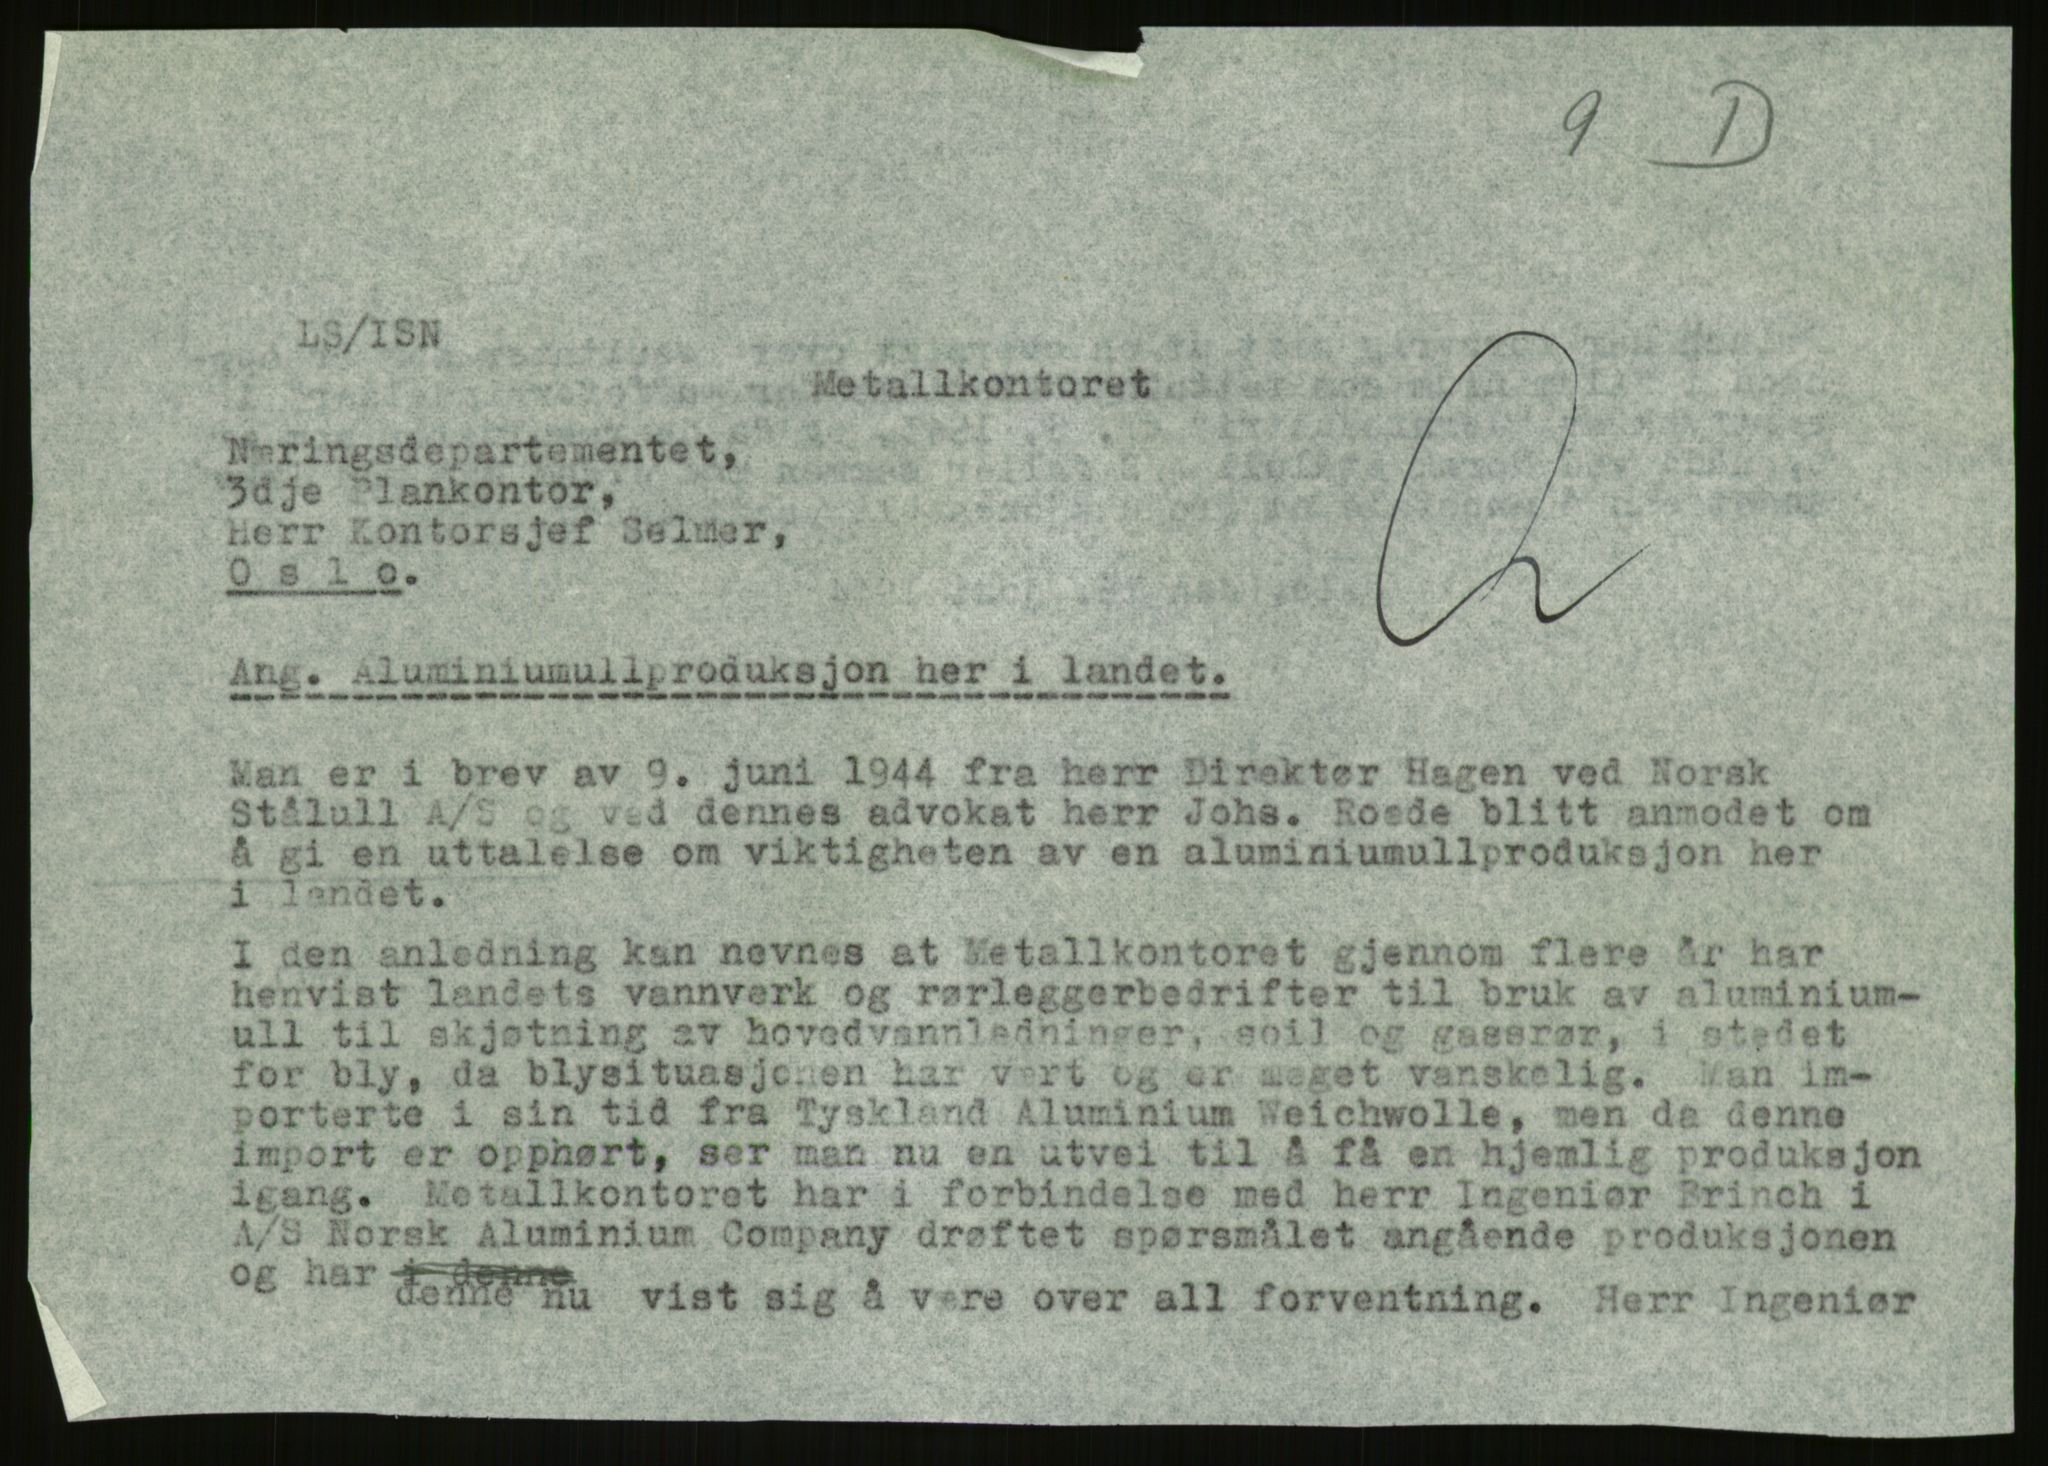 9 D
LS/ISN
Metallkontoret
Næringsdepartementet,
3dje Plankontor,
Herr Kontorsjef Selmer,
O s l o.
Ang. Aluminiumullproduksjon her i landet.
Man er i brev av 9. juni 1944 fra herr Direktør Hagen ved Norsk
Stålull A/S og ved dennes advokat herr Johs. Roede blitt anmodet om
å gi en uttalelse om viktigheten av en aluminiumullproduksjon her
i landet.
I den anledning kan nevnes at Metallkontoret gjennom flere år har
henvist landets vannverk og rørleggerbedrifter til bruk av aluminium-
ull til skjøtning av hovedvannledninger, soil og gassrør, i stedet
for bly, da blysituasjonen har vært og er meget vanskelig. Man im-
porterte i sin tid fra Tyskland Aluminium Weichwolle, men da denne
import er opphørt, ser man nu en utvei til å få en hjemlig produksjon
igang. Metallkontoret har i forbindelse med herr Ingeniør Brinch i
A/S Norsk Aluminium Company drøftet spørsmålet angående produksjonen
og har i denne
denne nu vist sig å være over all forventning. Herr Ingeniør